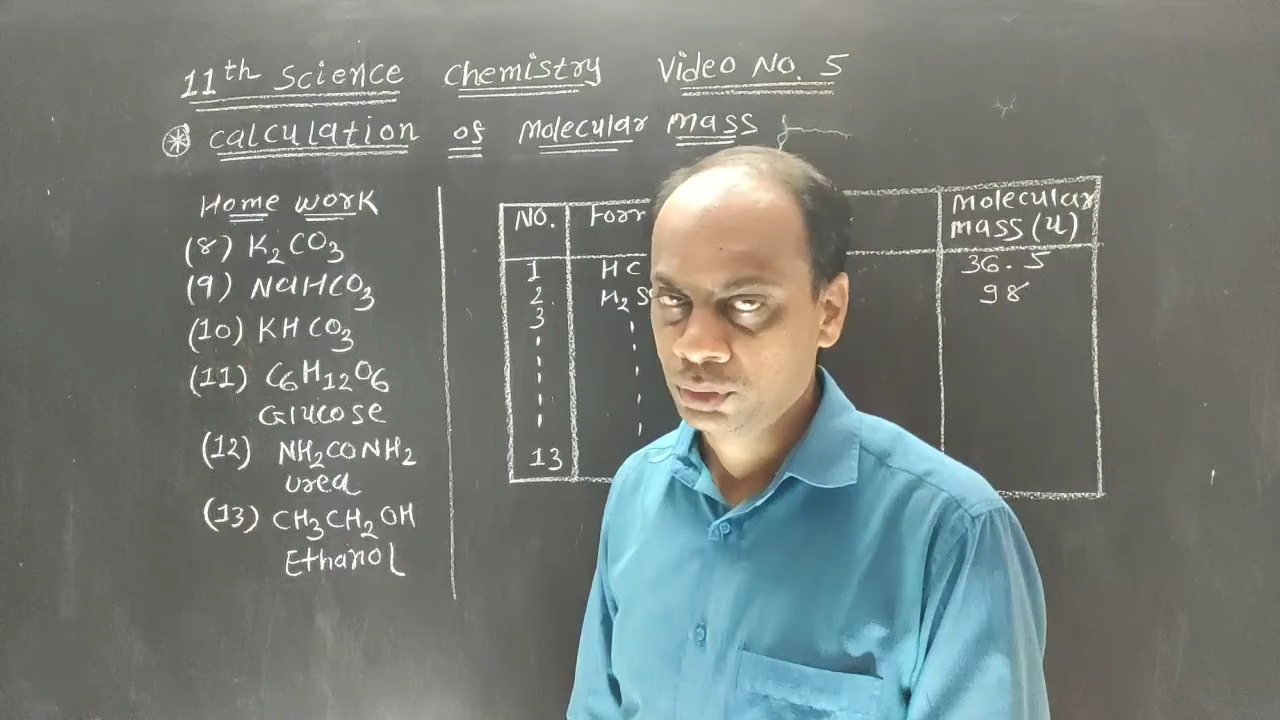 11th Science Chemistry Video No. 5
calculation of Molecular mass
Home work
(8) K2CO3
(9) NaHCO3
(10) KHCO3
(11) C6H12O6
Glucose
(12) NH2CONH2
urea
(13) CH3CH2OH
Ethanol
NO. Molecular
mass (u)
1 36.5
2. 98
3
13